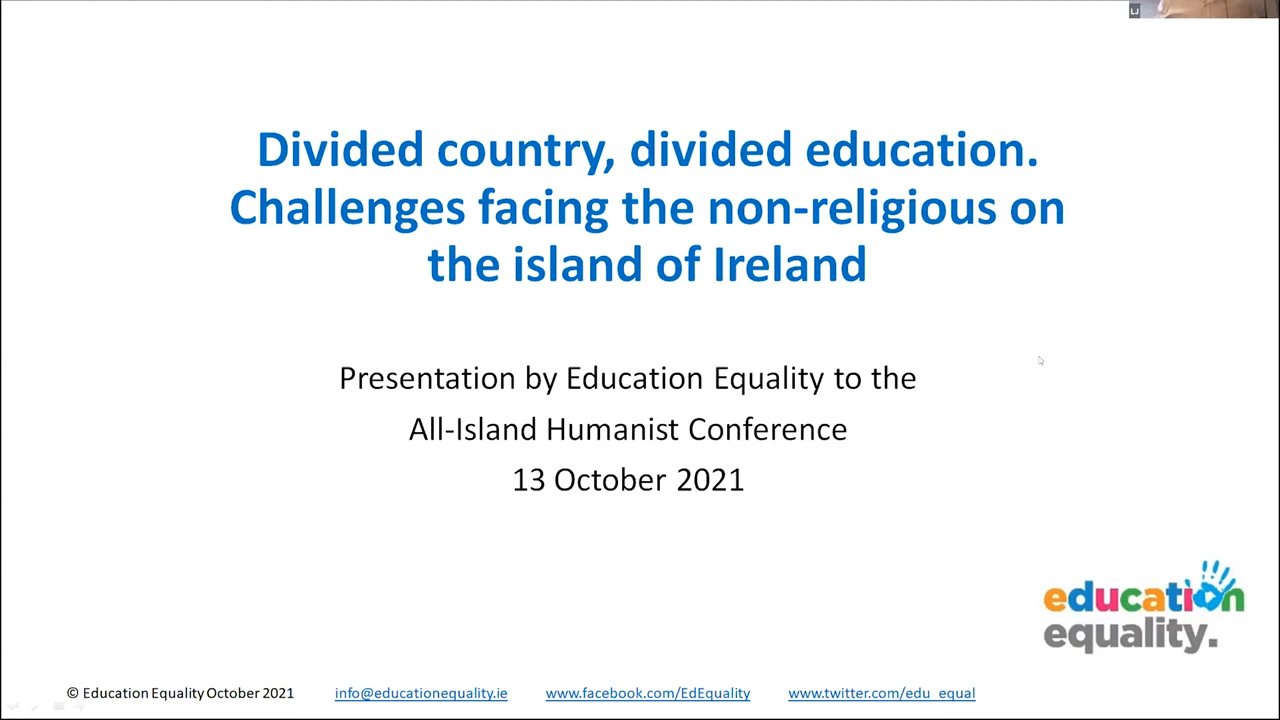 Divided country, divided education.
Challenges facing the non-religious on
the island of Ireland
Presentation by Education Equality to the
All-Island Humanist Conference
13 October 2021
education
equality.
© Education Equality October 2021 info@educationequality.ie www.facebook.com/EdEquality www.twitter.com/edu_equal